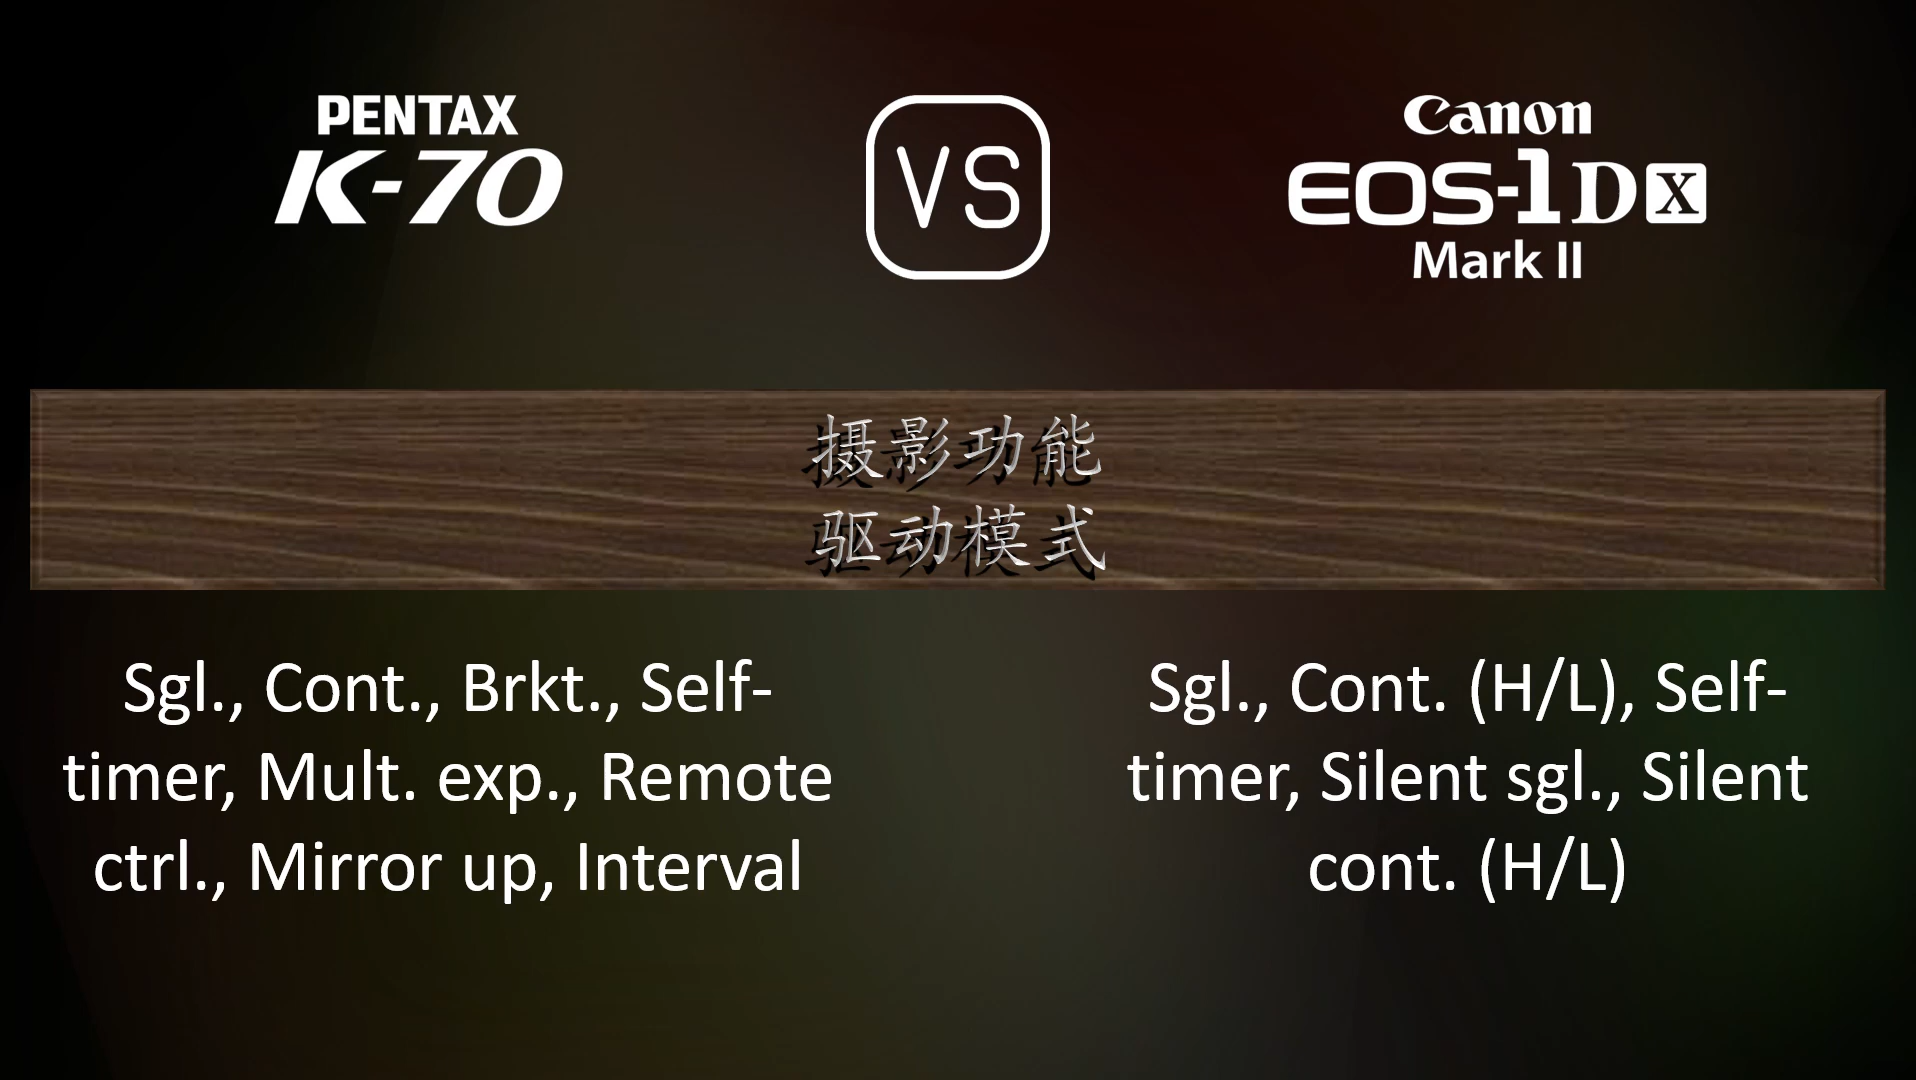 PENTAX
K-70
VS
Canon
EOS-1DX
Mark II
摄影功能
驱动模式
Sgl., Cont., Brkt., Self-
timer, Mult. exp., Remote
ctrl., Mirror up, Interval
Sgl., Cont. (H/L), Self-
timer, Silent sgl., Silent
cont. (H/L)